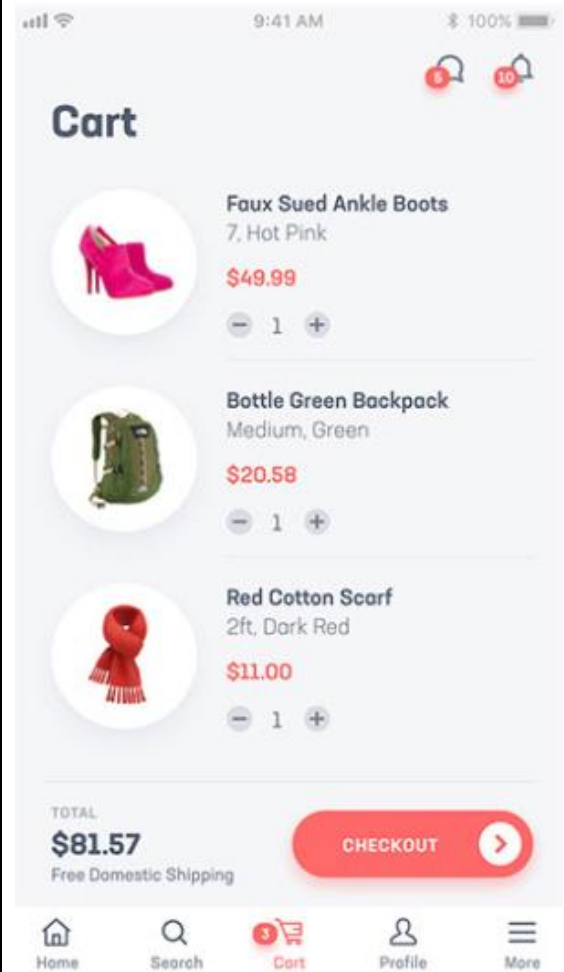 9:41 AM
100%
5
10
Cart
Faux Sued Ankle Boots
7, Hot Pink
$49.99
1
Bottle Green Backpack
Medium, Green
$20.58
1
Red Cotton Scarf
2ft, Dark Red
$11.00
1
TOTAL
$81.57
Free Domestic Shipping
CHECKOUT
3
Home
Search
Cart
Profile
More